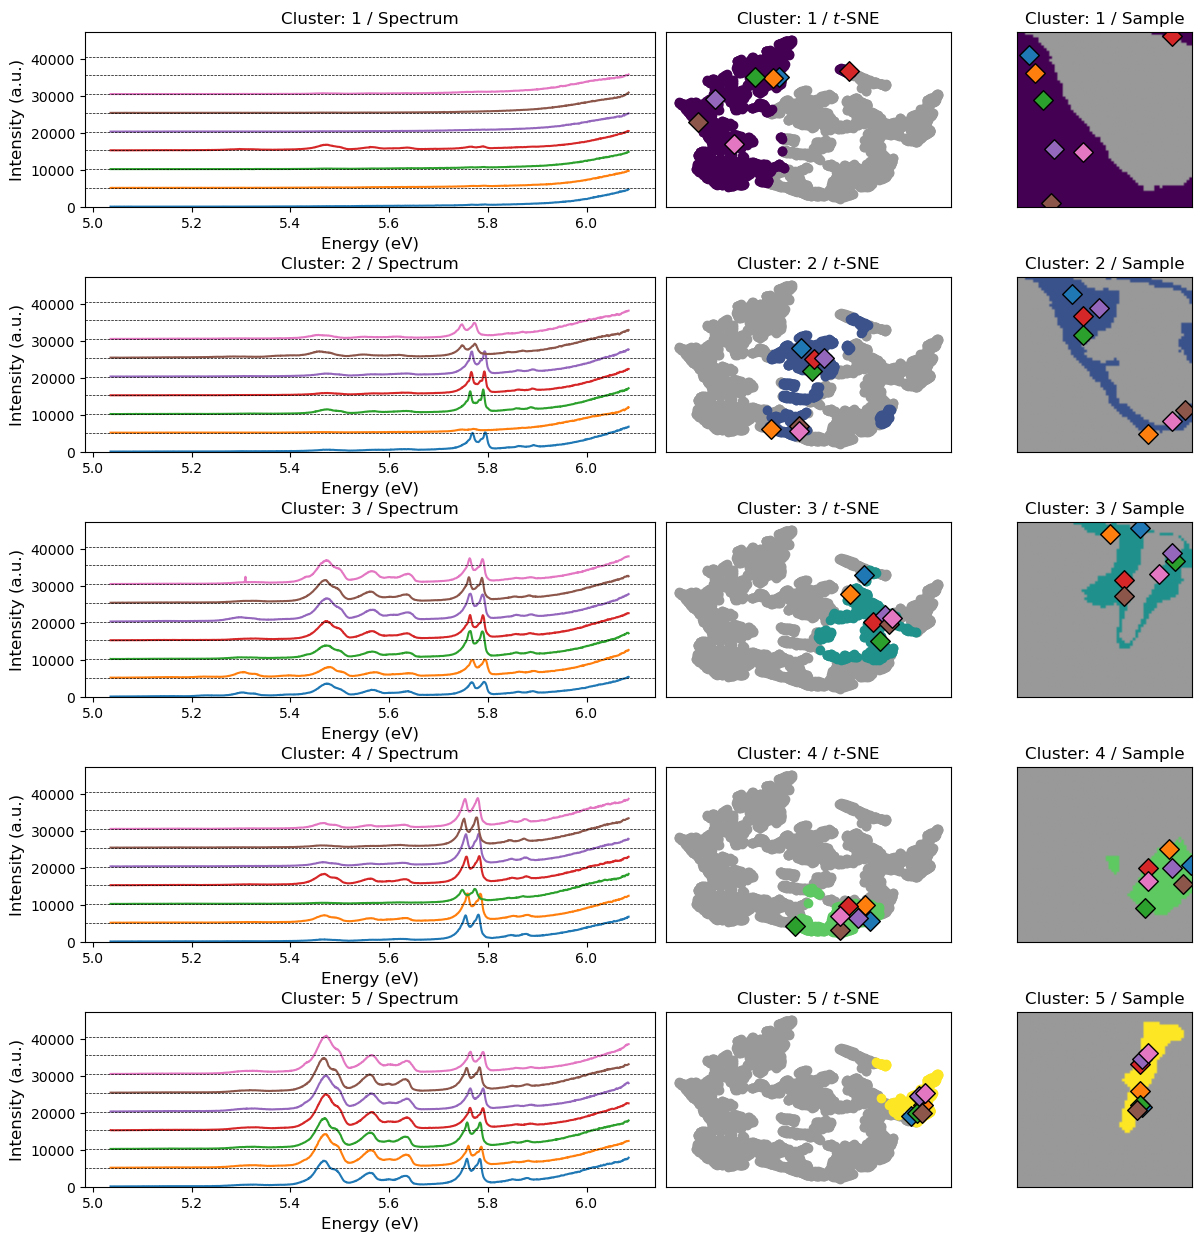 Cluster: 1 / Spectrum
Cluster: 1 / t-SNE
Cluster: 1 / Sample
Intensity (a.u.)
40000
30000
20000
10000
0
5.0 5.2 5.4 5.6 5.8 6.0
Energy (eV)
Cluster: 2 / Spectrum
Cluster: 2 / t-SNE
Cluster: 2 / Sample
Intensity (a.u.)
40000
30000
20000
10000
0
5.0 5.2 5.4 5.6 5.8 6.0
Energy (eV)
Cluster: 3 / Spectrum
Cluster: 3 / t-SNE
Cluster: 3 / Sample
Intensity (a.u.)
40000
30000
20000
10000
0
5.0 5.2 5.4 5.6 5.8 6.0
Energy (eV)
Cluster: 4 / Spectrum
Cluster: 4 / t-SNE
Cluster: 4 / Sample
Intensity (a.u.)
40000
30000
20000
10000
0
5.0 5.2 5.4 5.6 5.8 6.0
Energy (eV)
Cluster: 5 / Spectrum
Cluster: 5 / t-SNE
Cluster: 5 / Sample
Intensity (a.u.)
40000
30000
20000
10000
0
5.0 5.2 5.4 5.6 5.8 6.0
Energy (eV)